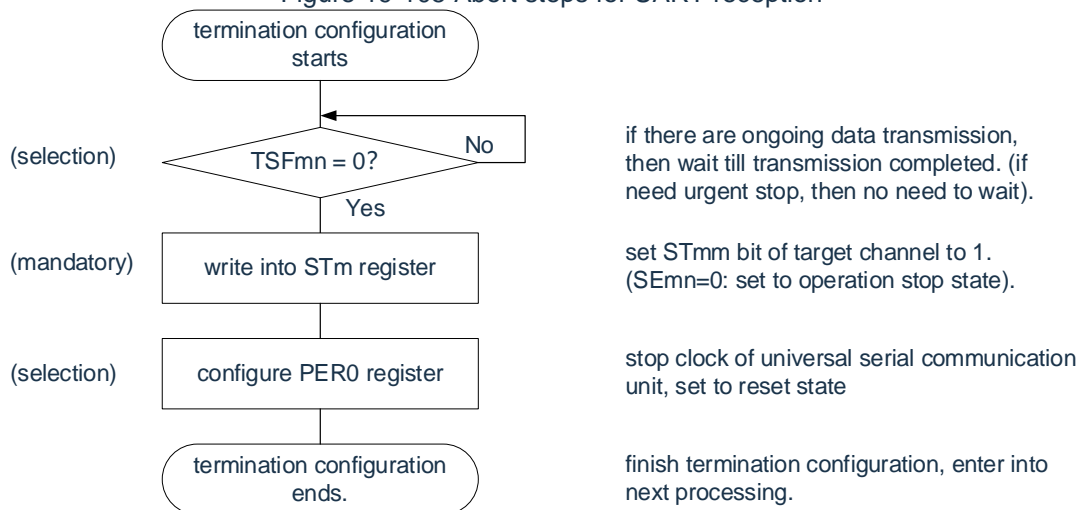 termination configuration
starts
(selection)
TSFmn = 0?
No
Yes
if there are ongoing data transmission,
then wait till transmission completed. (if
need urgent stop, then no need to wait).
(mandatory)
write into STm register
set STmm bit of target channel to 1.
(SEmn=0: set to operation stop state).
(selection)
configure PER0 register
stop clock of universal serial communication
unit, set to reset state
termination configuration
ends.
finish termination configuration, enter into
next processing.